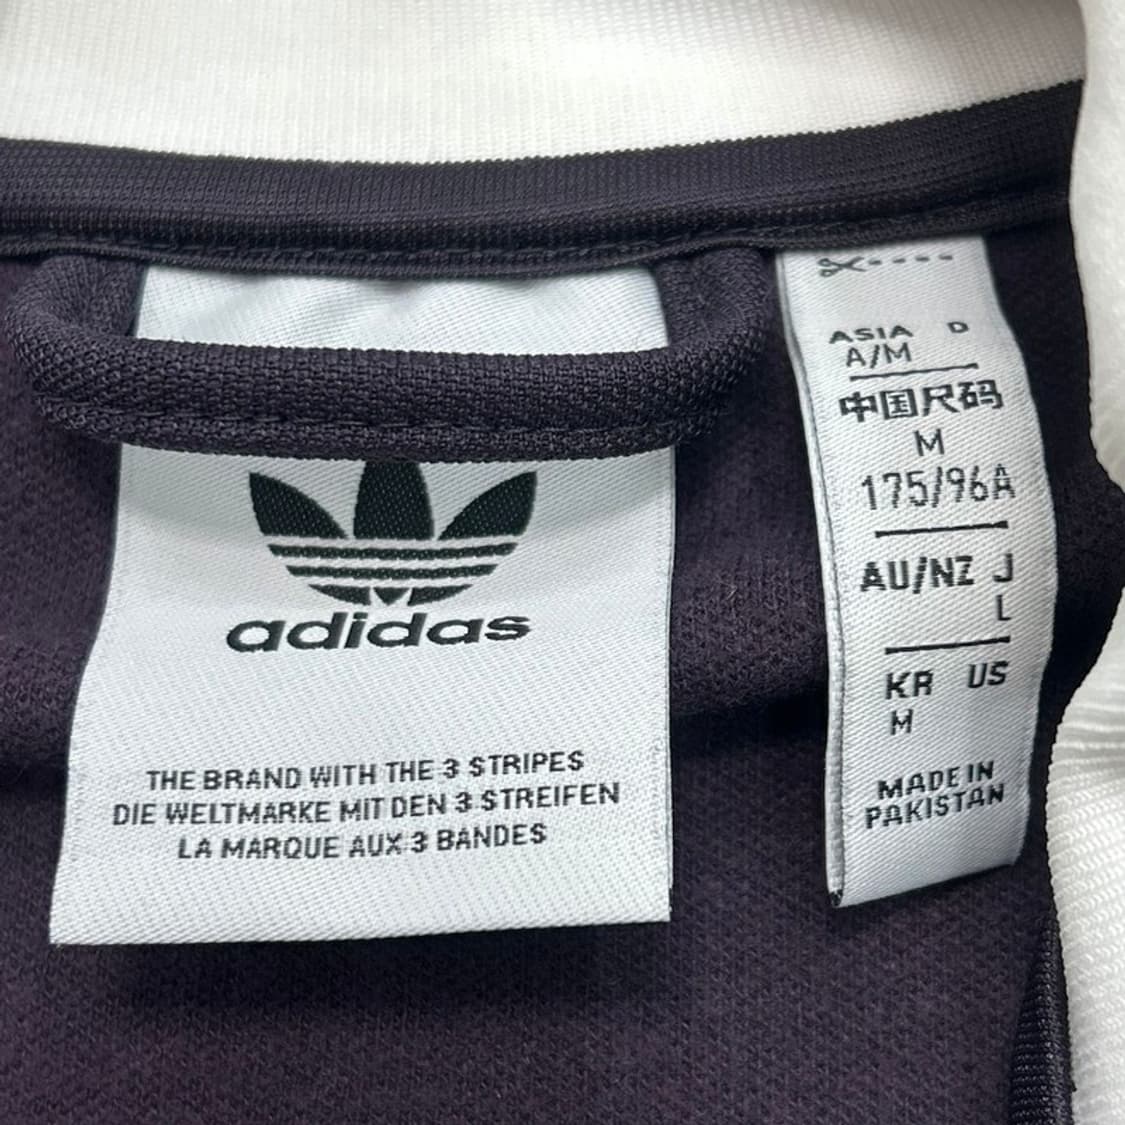 adidas
THE BRAND WITH THE 3 STRIPES
DIE WELTMARKE MIT DEN 3 STREIFEN
LA MARQUE AUX 3 BANDES
ASIA D
A/M
中国尺码
M
175/96A
AU/NZ J
L
KR US
M
MADE IN
PAKISTAN